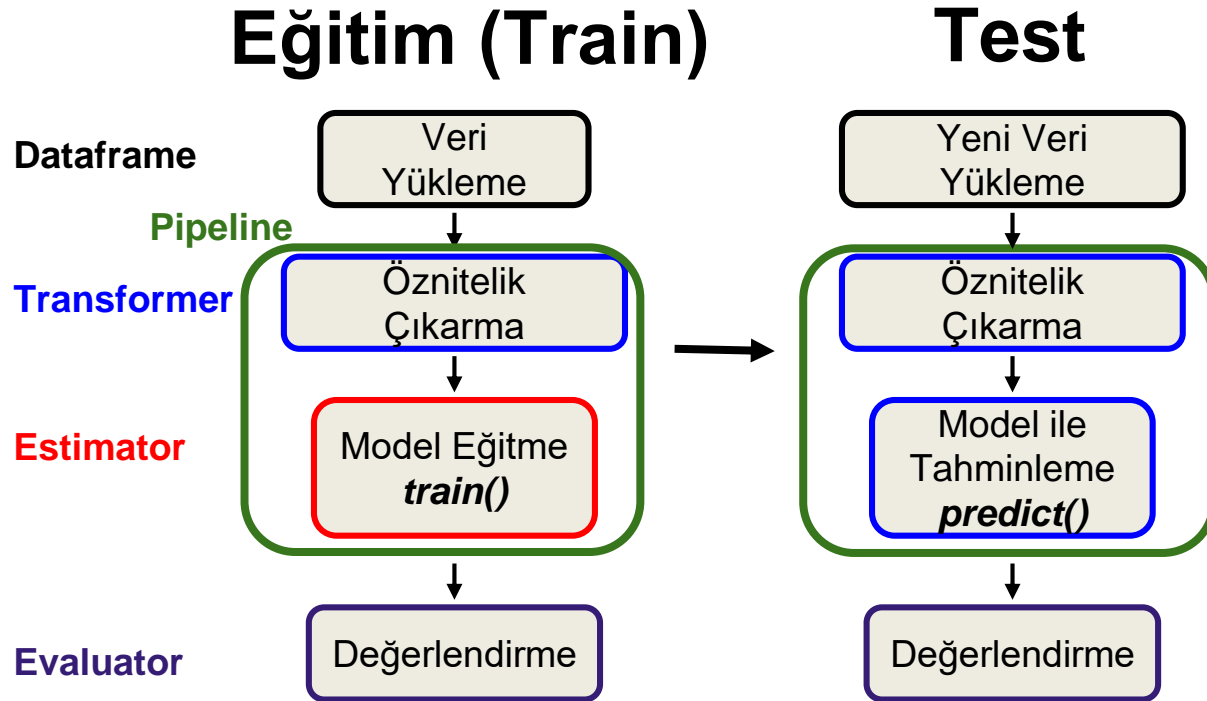 Eğitim (Train)
Test
Dataframe
Veri
Yükleme
Yeni Veri
Yükleme
Pipeline
Transformer
Öznitelik
Çıkarma
Öznitelik
Çıkarma
Estimator
Model Eğitme
train()
Model ile
Tahminleme
predict()
Evaluator
Değerlendirme
Değerlendirme